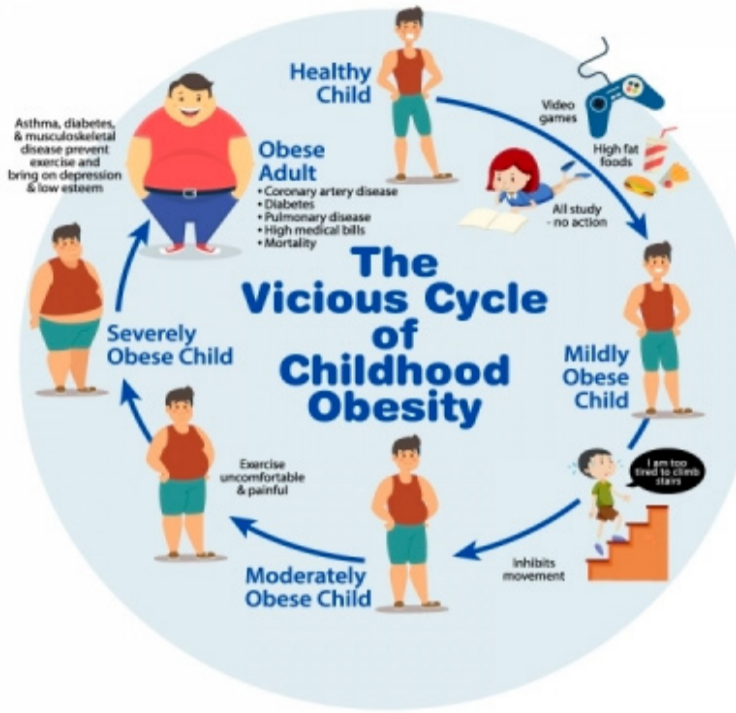 Healthy
Child
Video
games
High fat
foods
All study
- no action
Mildly
Obese
Child
I am too
tired to climb
stairs
Inhibits
movement
Moderately
Obese Child
Exercise
uncomfortable
& painful
Severely
Obese Child
Asthma, diabetes,
& musculoskeletal
disease prevent
exercise and
bring on depression
& low esteem
Obese
Adult
• Coronary artery disease
• Diabetes
• Pulmonary disease
• High medical bills
• Mortality
The
Vicious Cycle
of
Childhood
Obesity